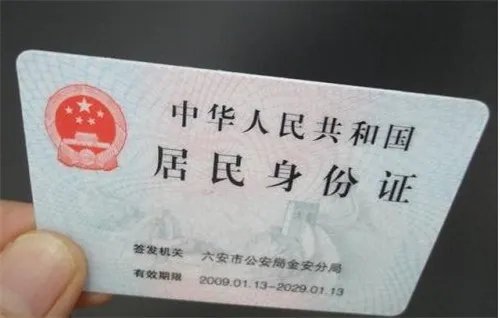 中华人民共和国
居民身份证
签发机关 六安市公安局金安分局
有效期限 2009.01.13-2029.01.13